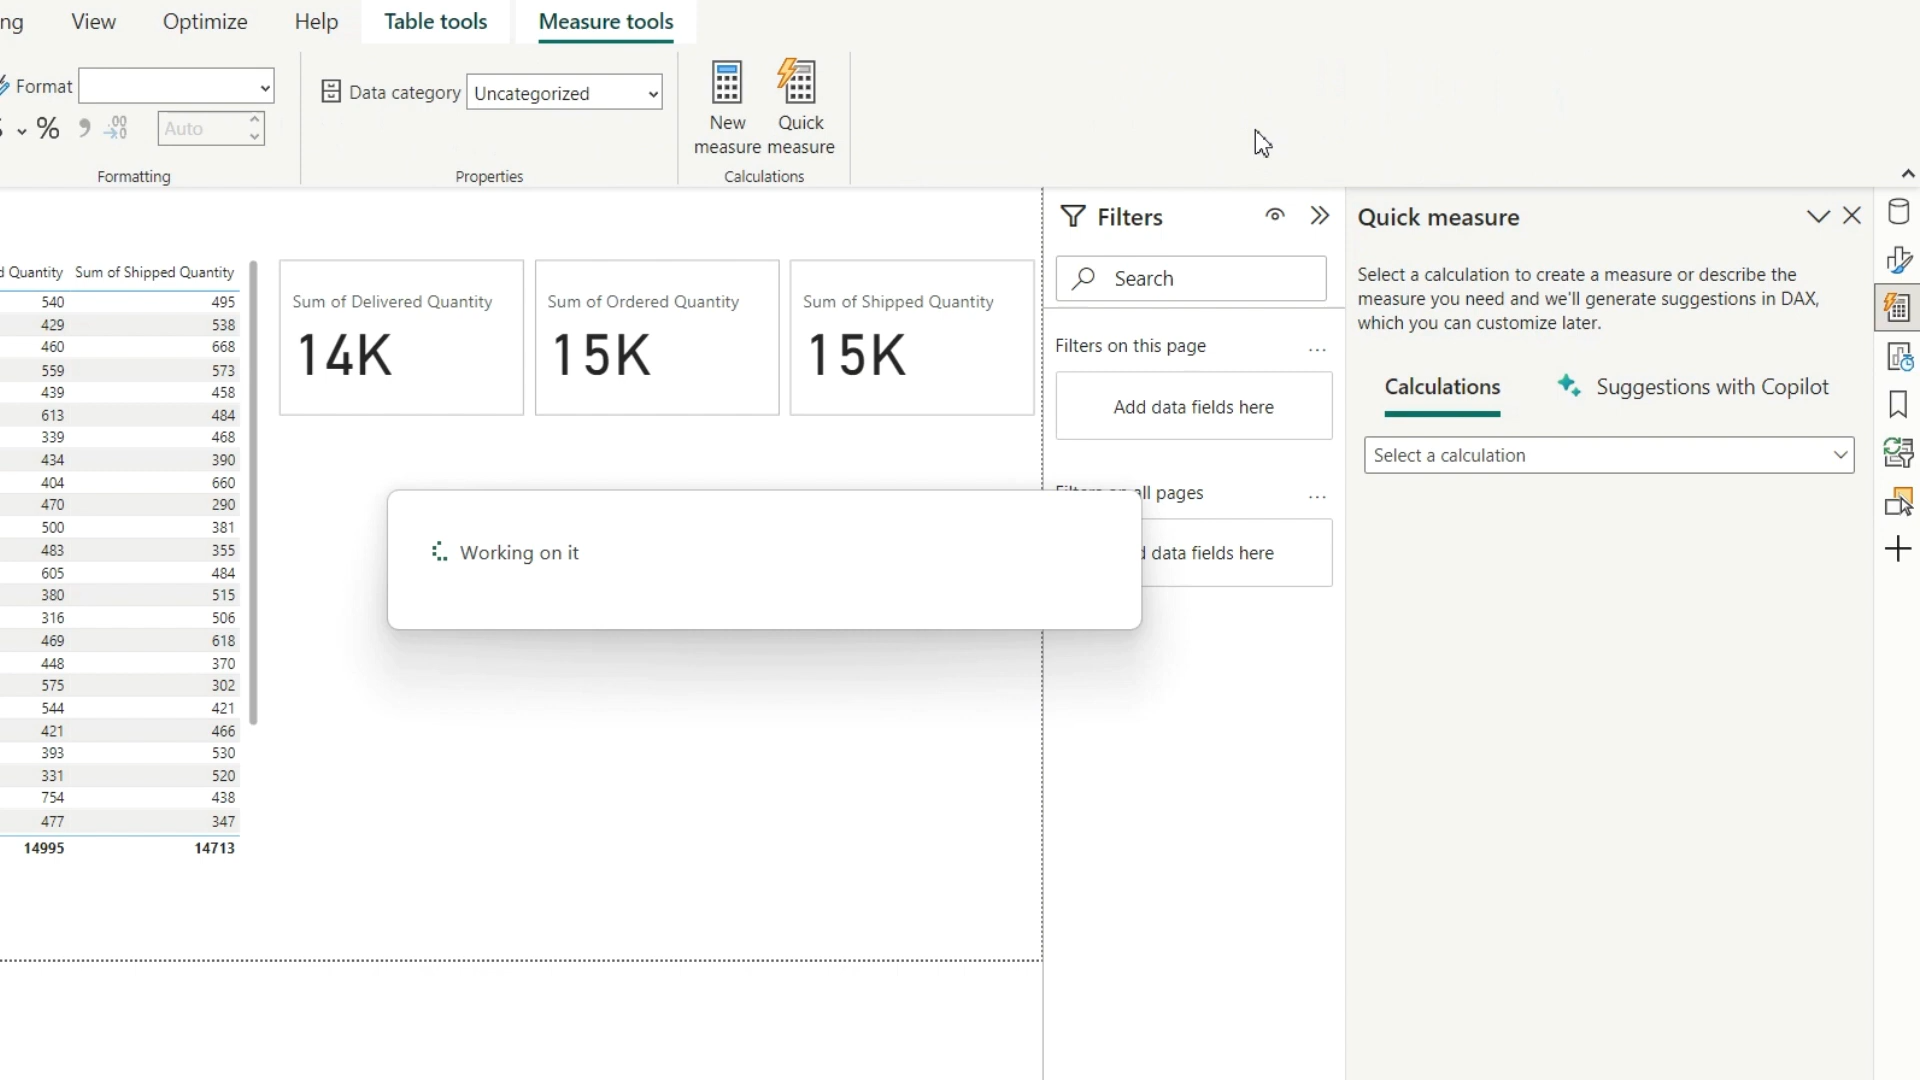 ng View Optimize Help Table tools Measure tools
Format
Data category Uncategorized
% 9 .00 →0 Auto
New measure
Quick measure
Formatting Properties Calculations
Filters
Search
Filters on this page ...
Add data fields here
Filters on all pages ...
d data fields here
Quick measure
Select a calculation to create a measure or describe the
measure you need and we'll generate suggestions in DAX,
which you can customize later.
Calculations Suggestions with Copilot
Select a calculation
d Quantity Sum of Shipped Quantity
540 495
429 538
460 668
559 573
439 458
613 484
339 468
434 390
404 660
470 290
500 381
483 355
605 484
380 515
316 506
469 618
448 370
575 302
544 421
421 466
393 530
331 520
754 438
477 347
14995 14713
Sum of Delivered Quantity
14K
Sum of Ordered Quantity
15K
Sum of Shipped Quantity
15K
Working on it